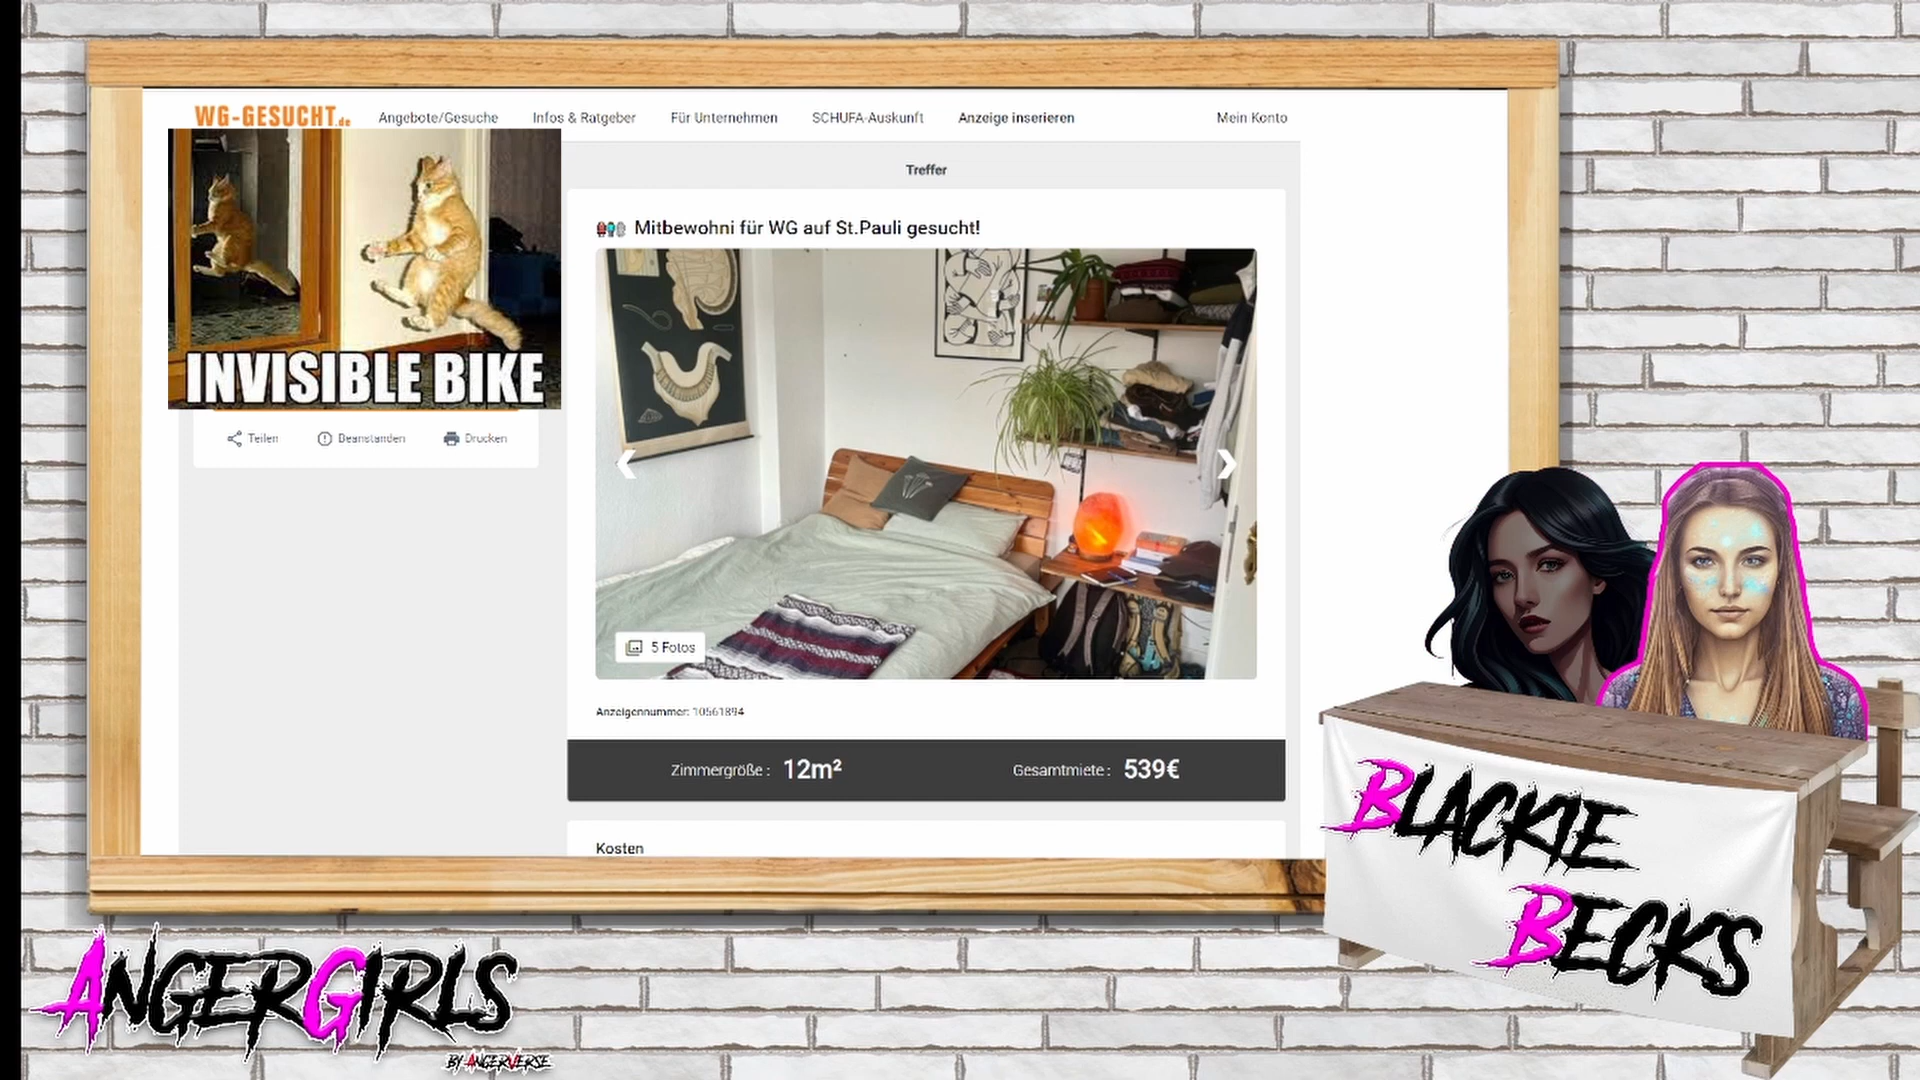 WG-GESUCHT.de
Angebote/Gesuche
Infos & Ratgeber
Für Unternehmen
SCHUFA-Auskunft
Anzeige inserieren
Mein Konto
INVISIBLE BIKE
Teilen
Beanstanden
Drucken
Treffer
Mitbewohni für WG auf St.Pauli gesucht!
5 Fotos
Anzeigennummer: 10561894
Zimmergröße: 12m²
Gesamtmiete: 539€
Kosten
BLACKIE
BECKS
ANGERGIRLS
BY ANGERVERSE